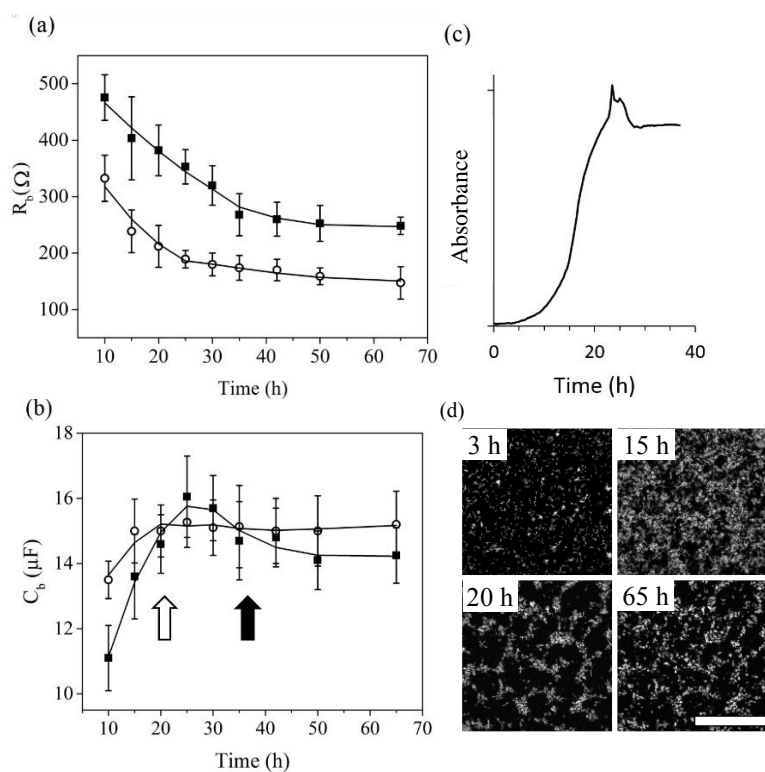 (a)
500
400
300
200
100
R_b(Ω)
10 20 30 40 50 60 70
Time (h)
(b)
18
16
14
12
10
C_b (μF)
10 20 30 40 50 60 70
Time (h)
(c)
Absorbance
0 20 40
Time (h)
(d)
3 h 15 h
20 h 65 h